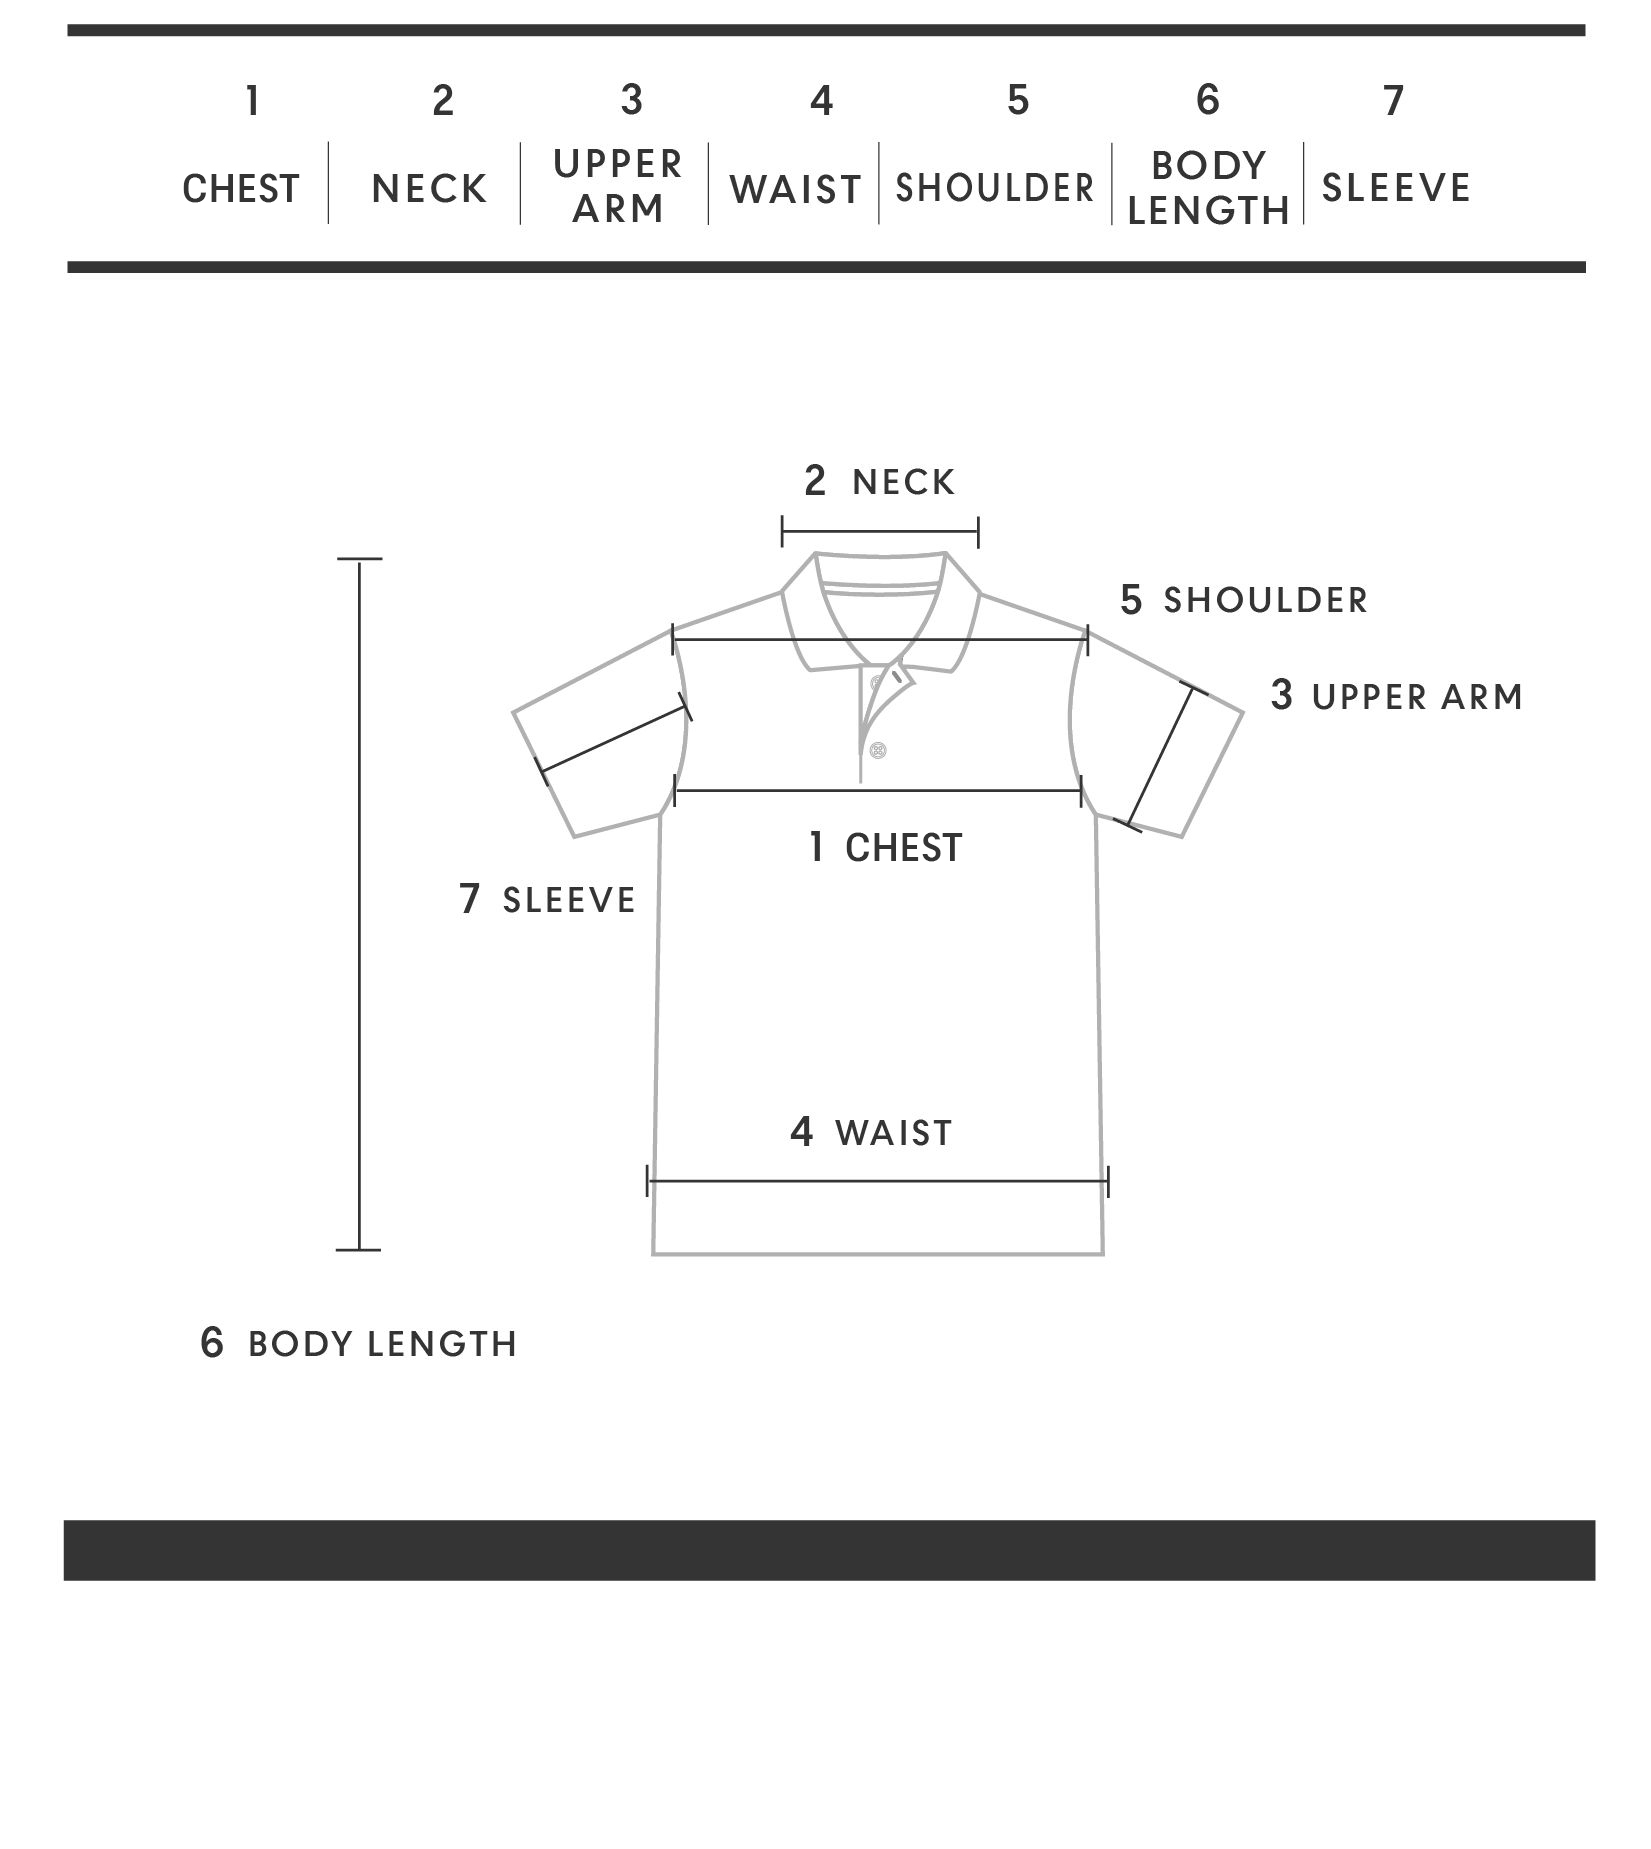 1 2 3 4 5 6 7
CHEST NECK UPPER ARM WAIST SHOULDER BODY LENGTH SLEEVE
2 NECK
5 SHOULDER
3 UPPER ARM
1 CHEST
7 SLEEVE
4 WAIST
6 BODY LENGTH